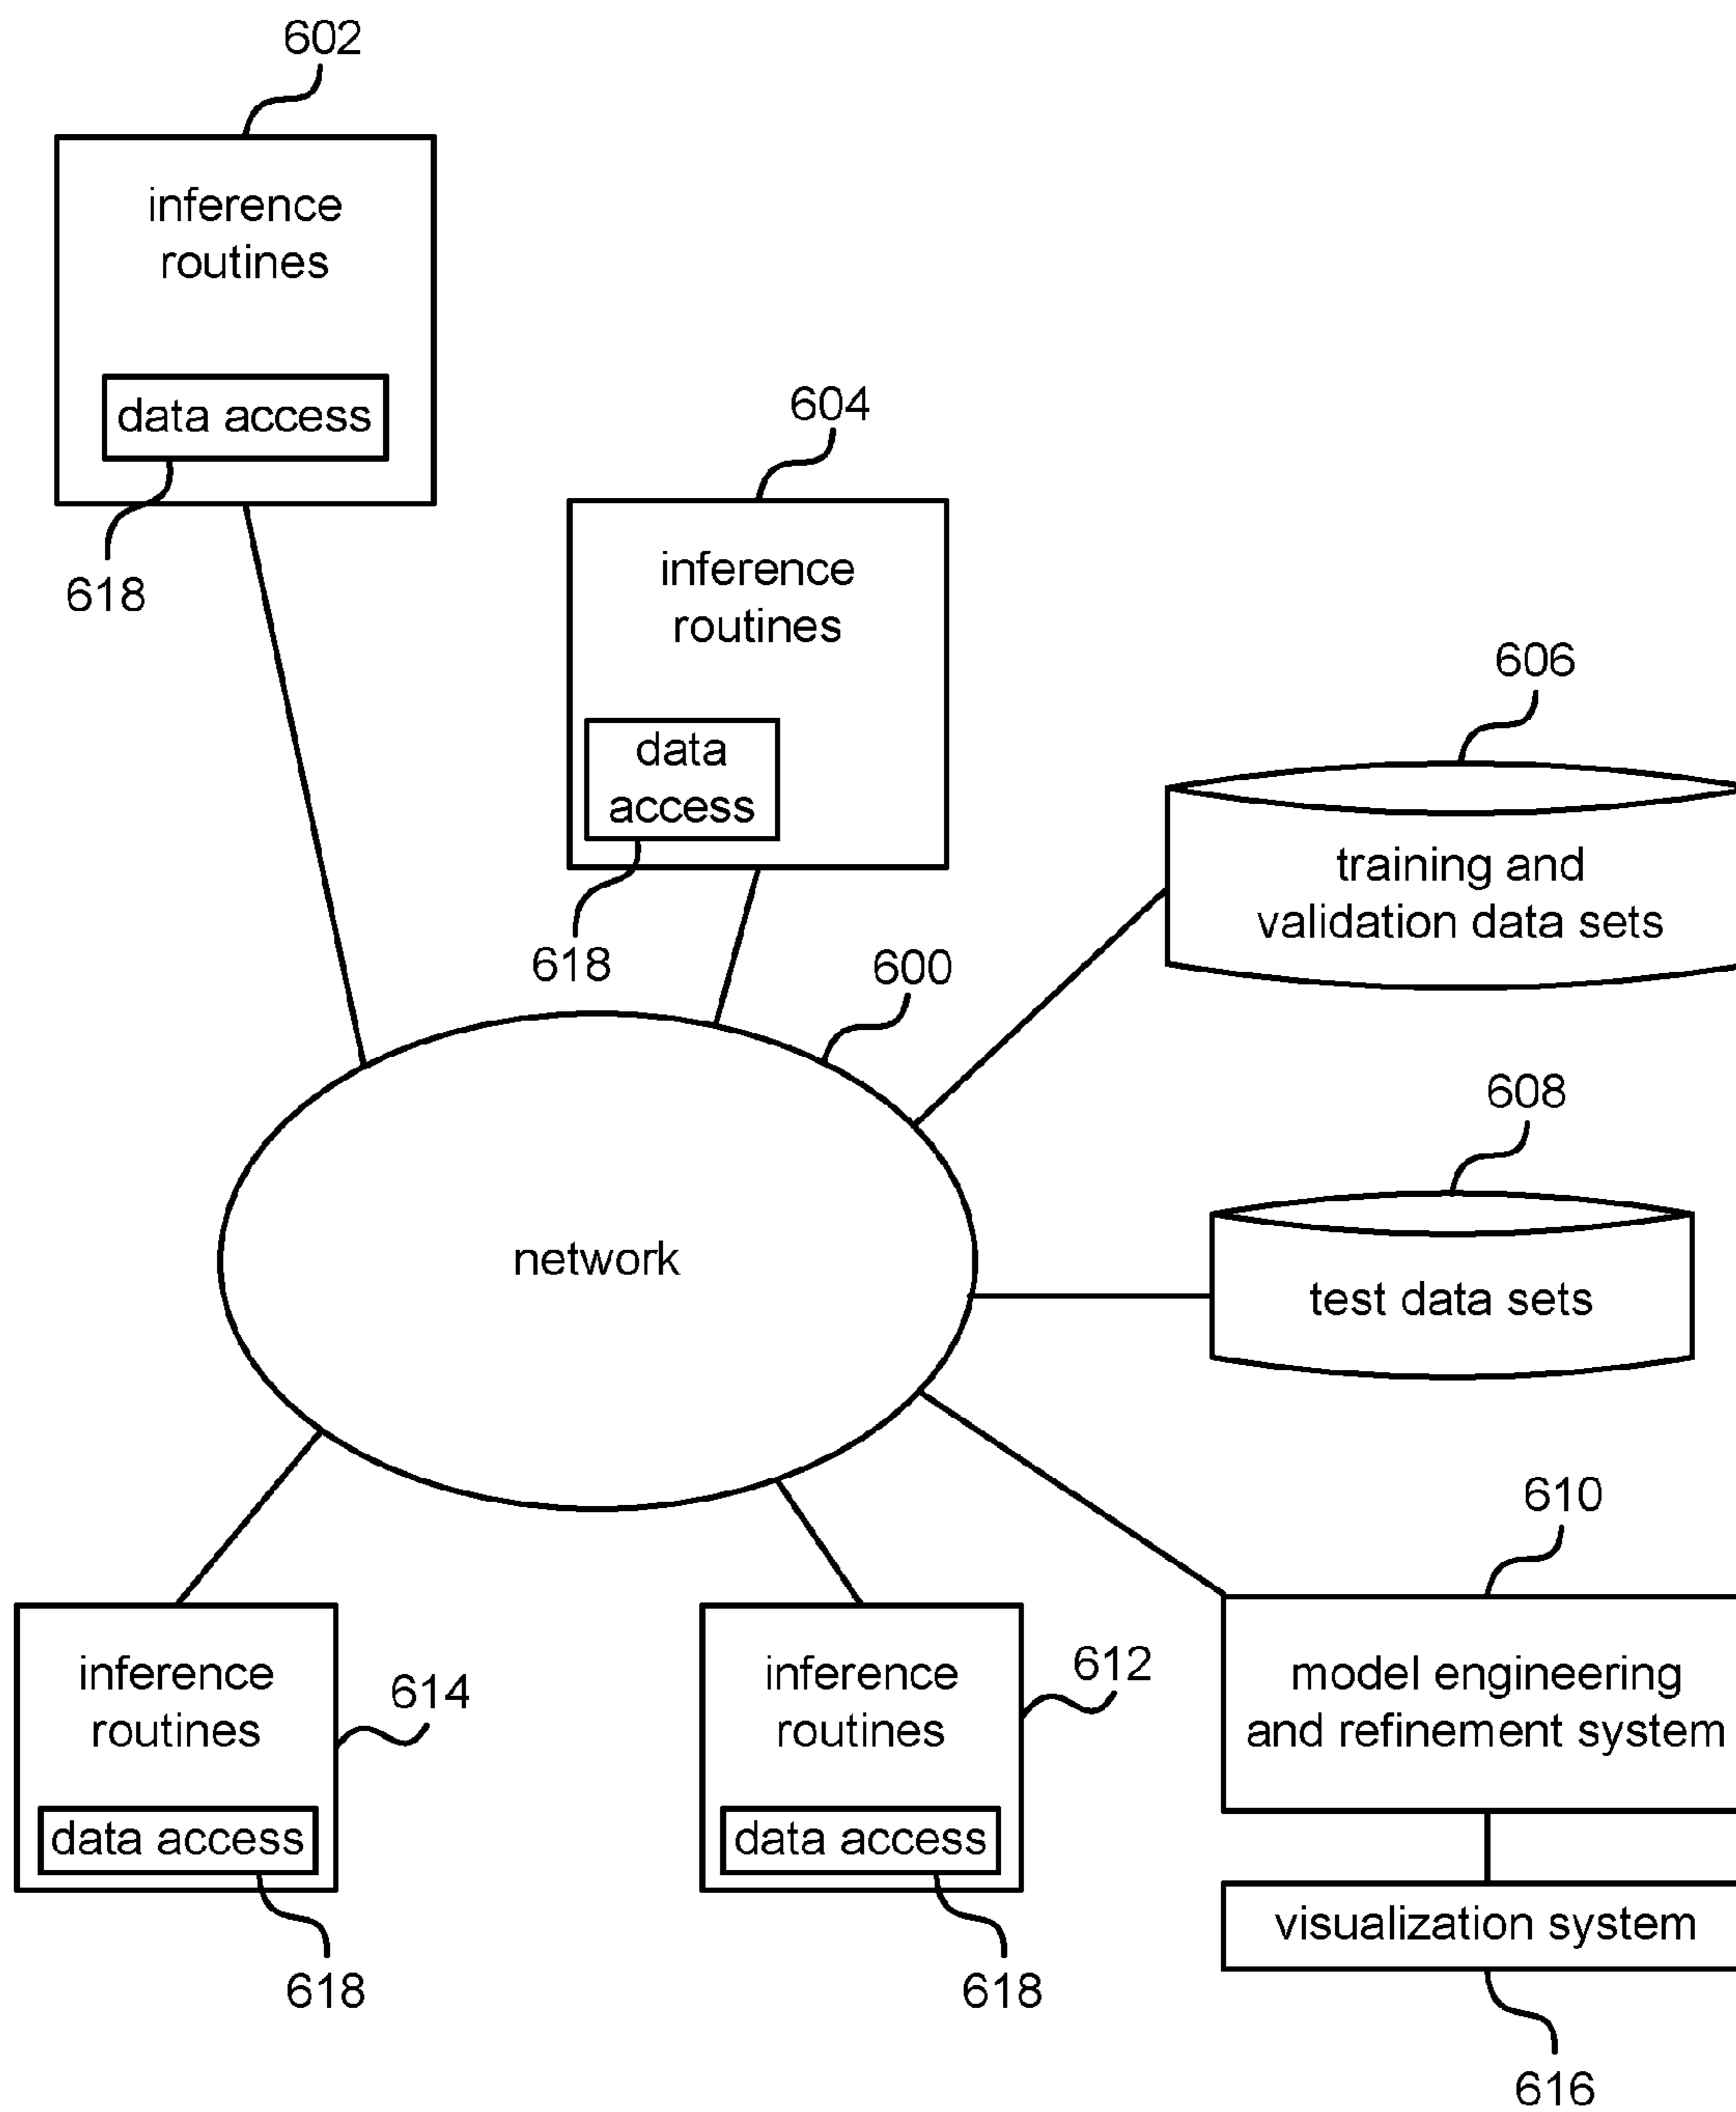 602
inference
routines
data access
618
604
inference
routines
data
access
618
600
606
training and
validation data sets
608
test data sets
network
610
model engineering
and refinement system
inference
routines
614
data access
618
inference
routines
612
data access
618
visualization system
616